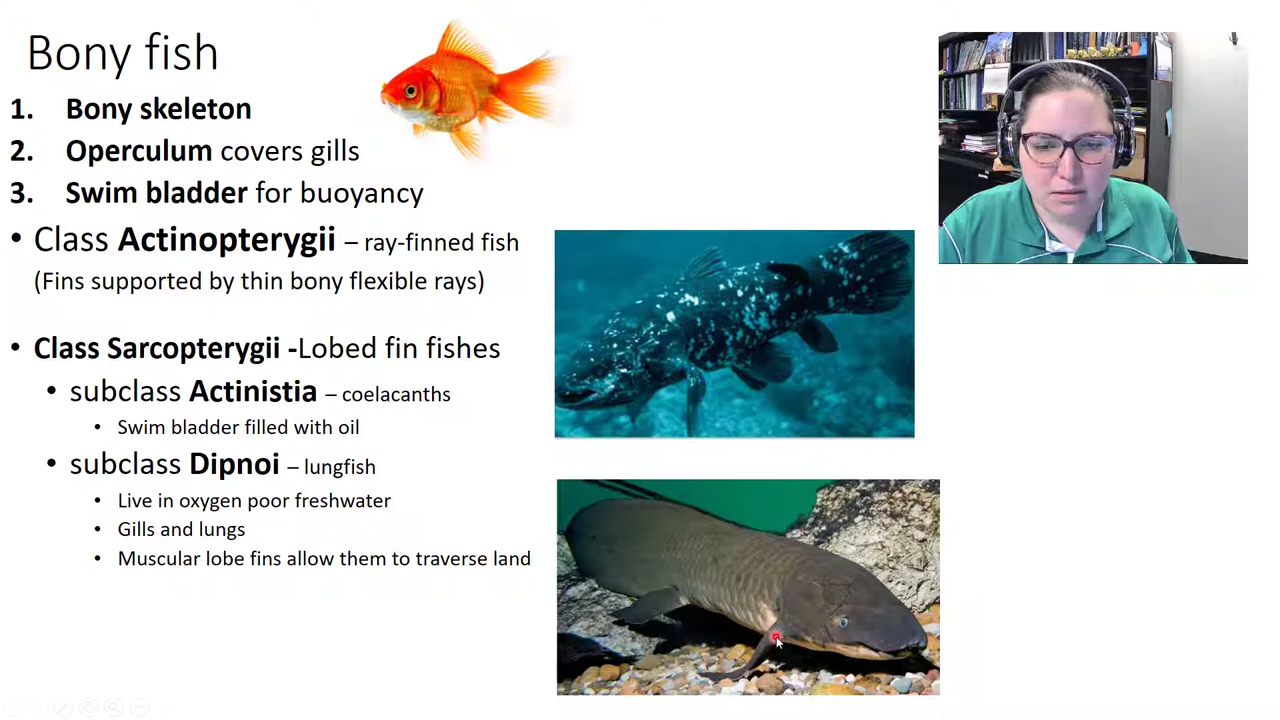 Bony fish
1. Bony skeleton
2. Operculum covers gills
3. Swim bladder for buoyancy
• Class Actinopterygii – ray-finned fish
(Fins supported by thin bony flexible rays)
• Class Sarcopterygii -Lobed fin fishes
• subclass Actinistia – coelacanths
• Swim bladder filled with oil
• subclass Dipnoi – lungfish
• Live in oxygen poor freshwater
• Gills and lungs
• Muscular lobe fins allow them to traverse land